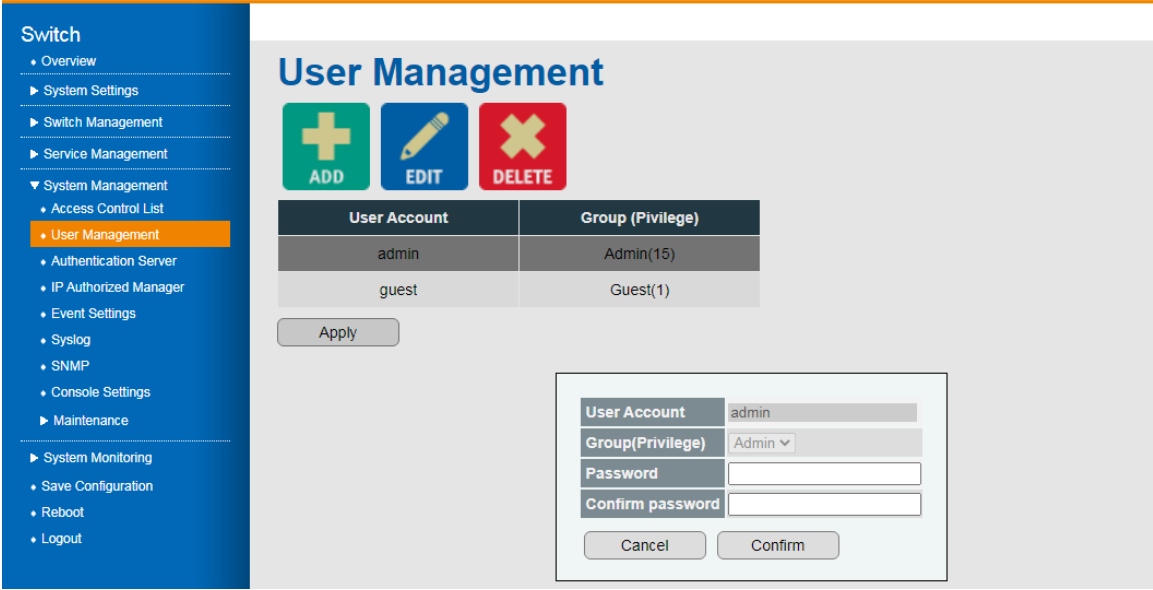 Switch
Overview
System Settings
Switch Management
Service Management
System Management
Access Control List
User Management
Authentication Server
IP Authorized Manager
Event Settings
Syslog
SNMP
Console Settings
Maintenance
System Monitoring
Save Configuration
Reboot
Logout
User Management
ADD EDIT DELETE
User Account Group (Pivilege)
admin Admin(15)
guest Guest(1)
Apply
User Account admin
Group(Privilege) Admin
Password
Confirm password
Cancel Confirm